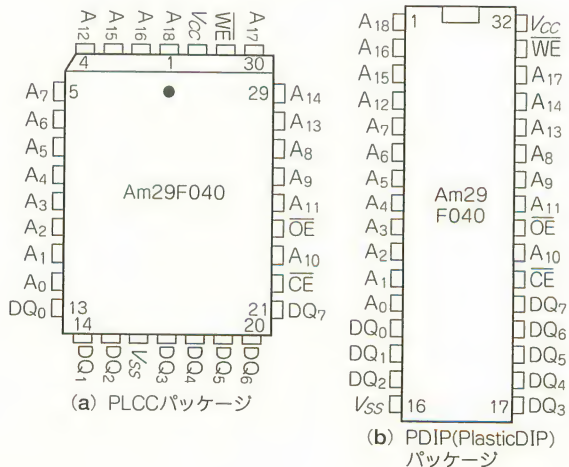 A12 A15 A16 A18 VCC WE A17
4 1 30
A7 5 29 A14
A6 A13
A5 A8
A4 A9
A3 Am29F040 A11
A2 OE
A1 A10
A0 CE
DQ0 13 21 DQ7
14 20
DQ1 DQ2 VSS DQ3 DQ4 DQ5 DQ6
(a) PLCCパッケージ
A18 1 32 VCC
A16 WE
A15 A17
A12 A14
A7 A13
A6 A8
A5 A9
A4 Am29 A11
A3 F040 OE
A2 A10
A1 CE
A0 DQ7
DQ0 DQ6
DQ1 DQ5
DQ2 DQ4
VSS 16 17 DQ3
(b) PDIP(PlasticDIP)
パッケージ